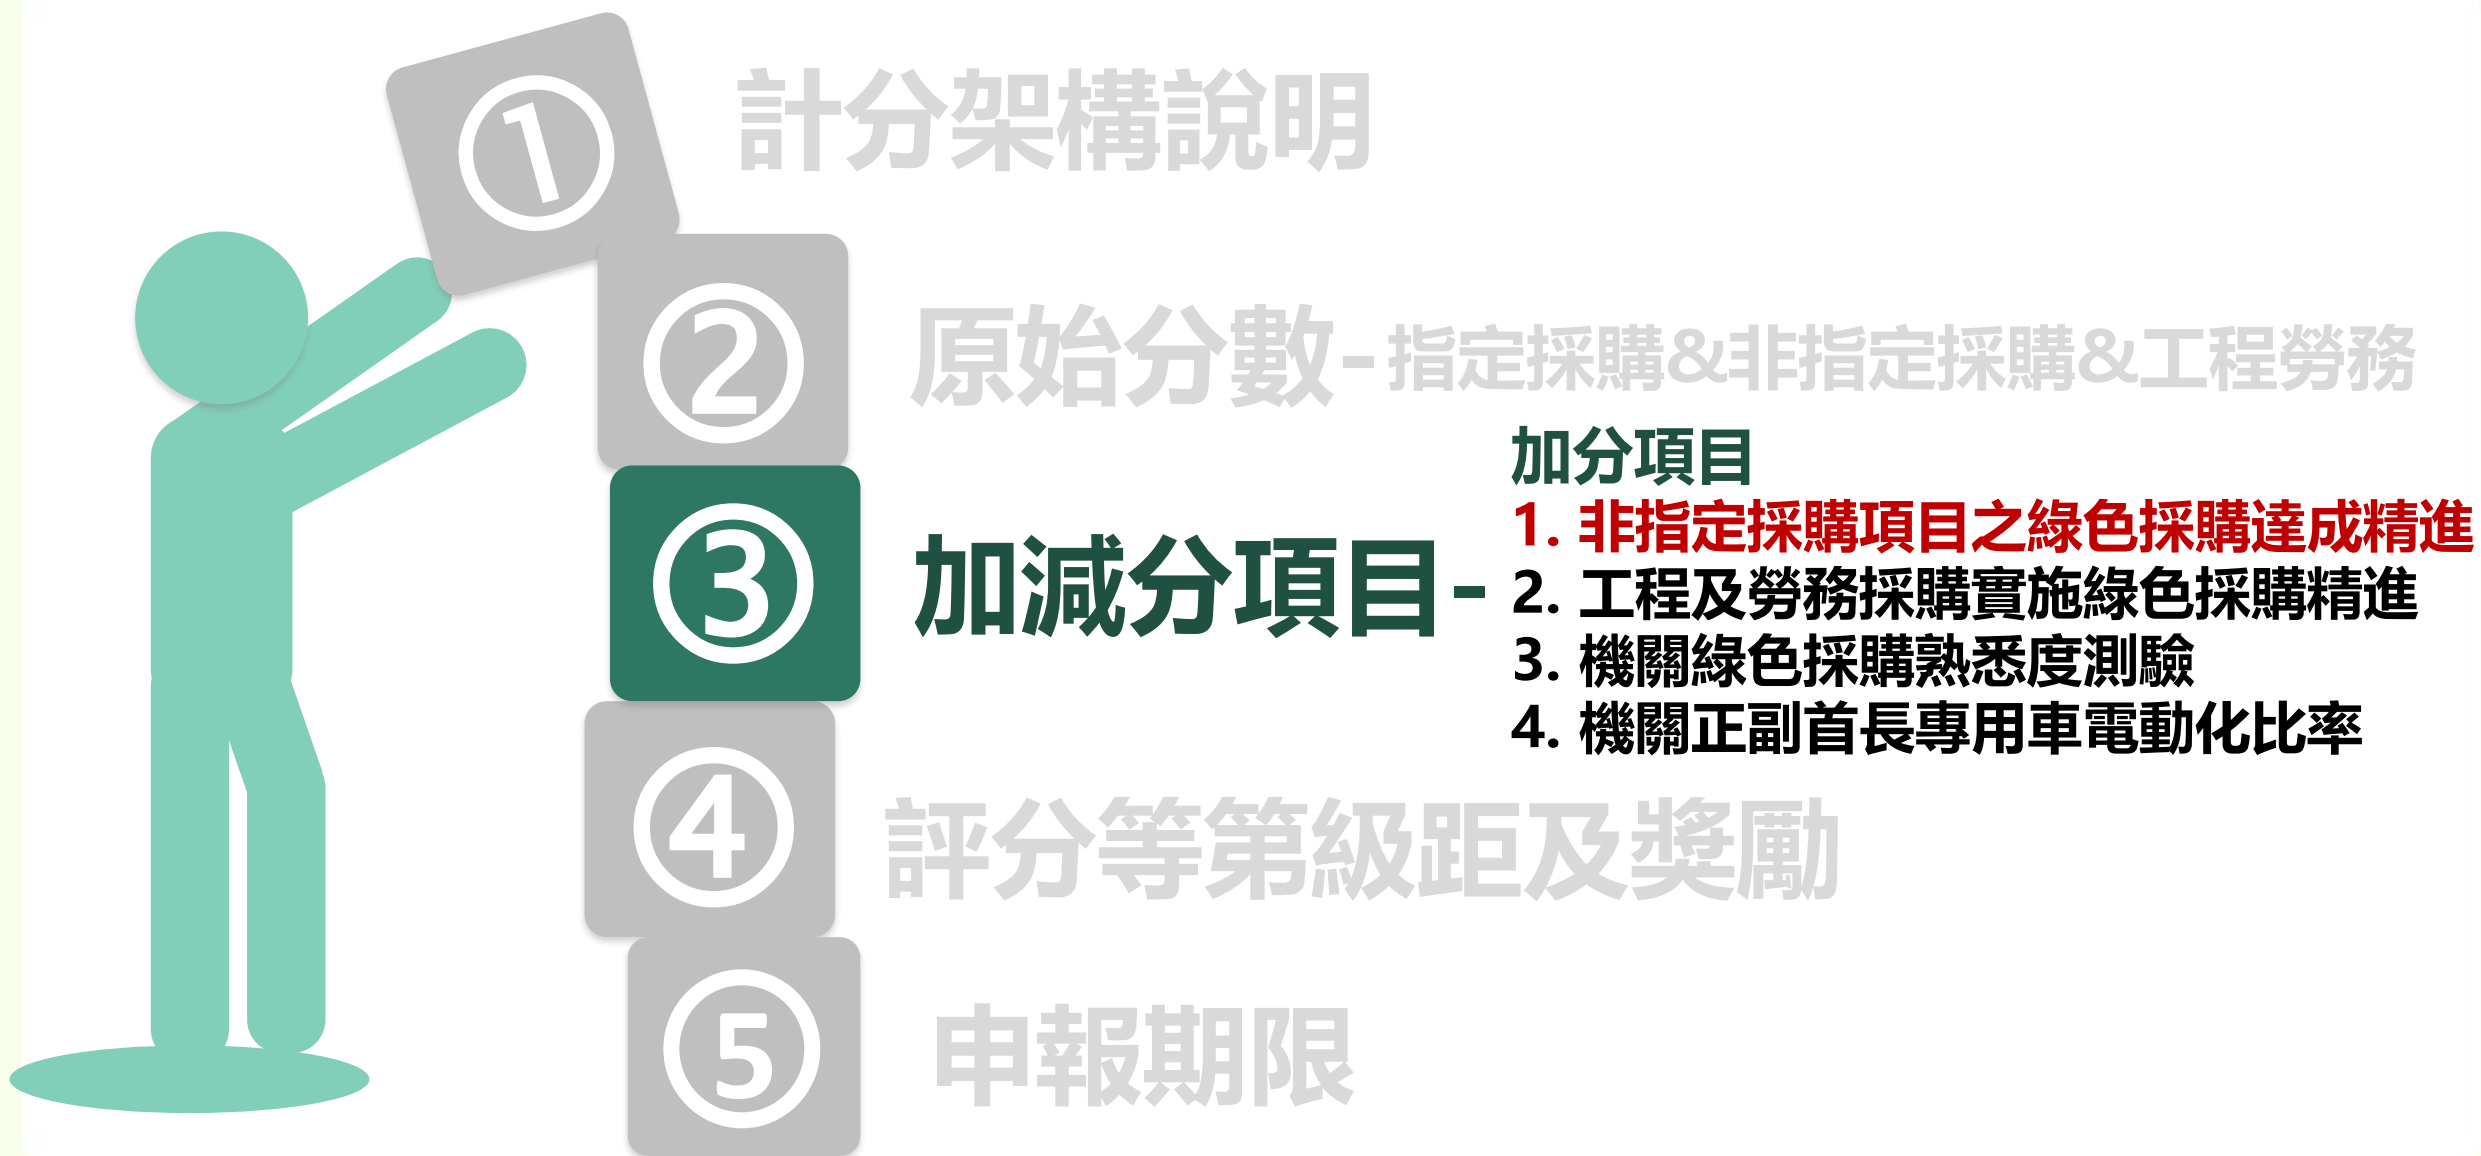 ① 計分架構說明
② 原始分數-指定採購&非指定採購&工程勞務
③ 加減分項目-
加分項目
1. 非指定採購項目之綠色採購達成精進
2. 工程及勞務採購實施綠色採購精進
3. 機關綠色採購熟悉度測驗
4. 機關正副首長專用車電動化比率
④ 評分等第級距及獎勵
⑤ 申報期限